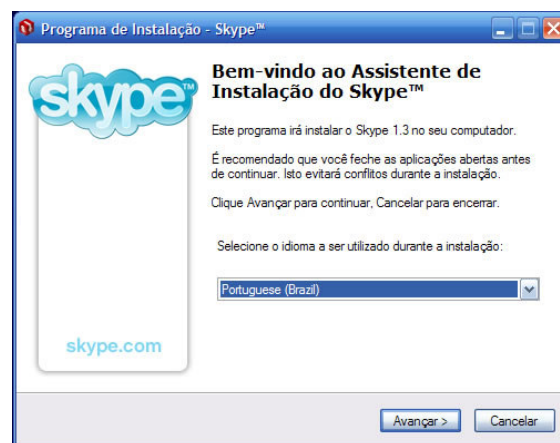 Programa de Instalação - Skype™
skype™
Bem-vindo ao Assistente de
Instalação do Skype™
Este programa irá instalar o Skype 1.3 no seu computador.
É recomendado que você feche as aplicações abertas antes
de continuar. Isto evitará conflitos durante a instalação.
Clique Avançar para continuar, Cancelar para encerrar.
Selecione o idioma a ser utilizado durante a instalação:
Portuguese (Brazil)
skype.com
Avançar >
Cancelar